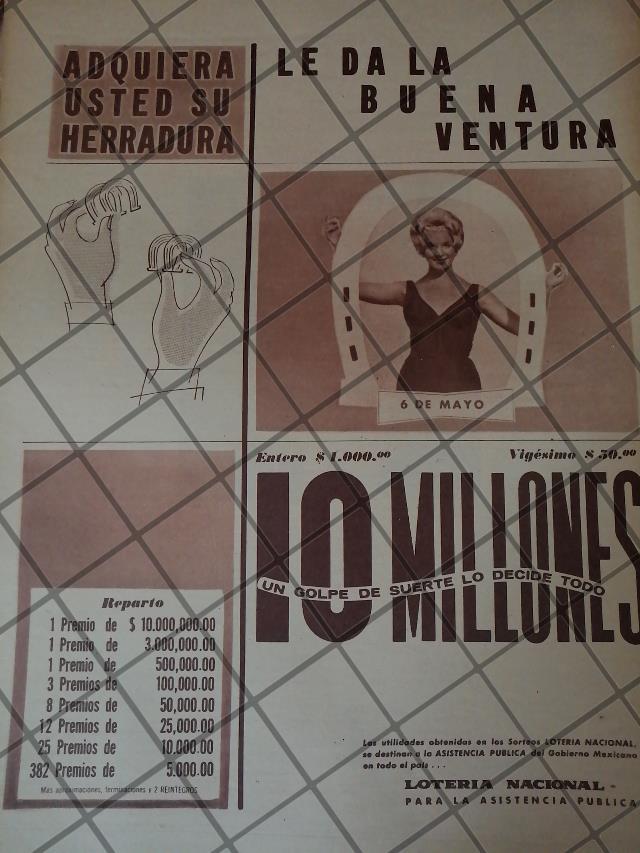 ADQUIERA
USTED SU
HERRADURA
LE DA LA
BUENA
VENTURA
6 DE MAYO
Entero $ 1.000.00
Vigésimo $ 50.00
10 MILLONES
UN GOLPE DE SUERTE LO DECIDE TODO
Reparto
1 Premio de $ 10.000,000.00
1 Premio de 3.000,000.00
1 Premio de 500,000.00
3 Premios de 100,000.00
8 Premios de 50,000.00
12 Premios de 25,000.00
25 Premios de 10,000.00
382 Premios de 5.000.00
Mas aproximaciones, terminaciones y 2 REINTEGROS
Las utilidades obtenidas en los Sorteos LOTERIA NACIONAL,
se destinan a la ASISTENCIA PUBLICA del Gobierno Mexicano
en todo el país . . .
LOTERIA NACIONAL
PARA LA ASISTENCIA PUBLICA